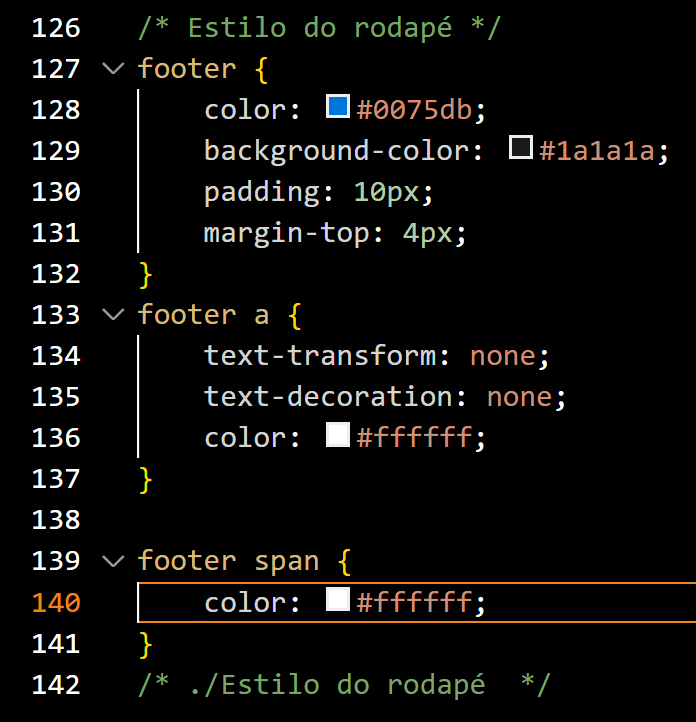 126 /* Estilo do rodapé */
127 footer {
128 color: #0075db;
129 background-color: #1a1a1a;
130 padding: 10px;
131 margin-top: 4px;
132 }
133 footer a {
134 text-transform: none;
135 text-decoration: none;
136 color: #ffffff;
137 }
138
139 footer span {
140 color: #ffffff;
141 }
142 /* ./Estilo do rodapé  */